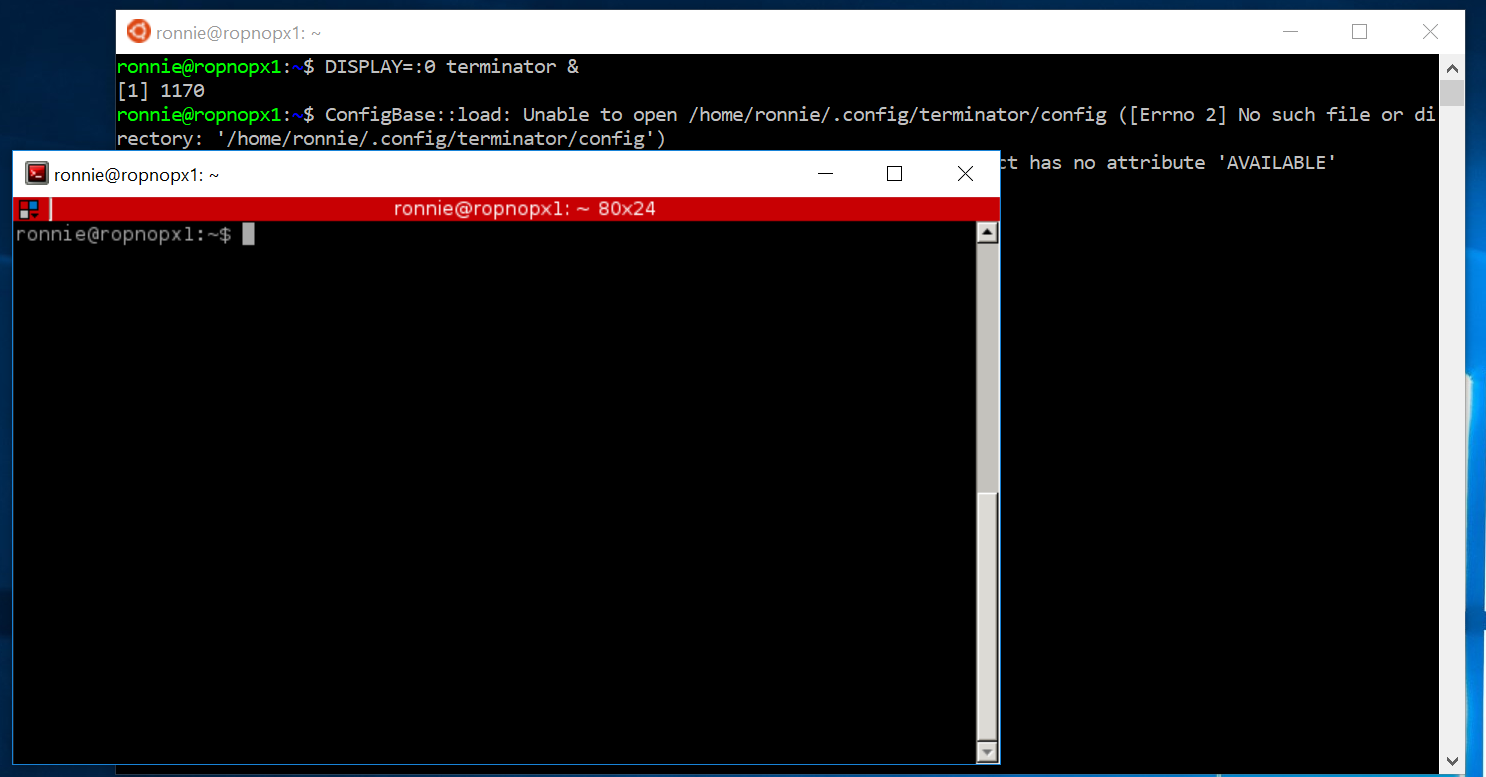 ronnie@ropnopx1: ~
ronnie@ropnopx1:~$ DISPLAY=:0 terminator &
[1] 1170
ronnie@ropnopx1:~$ ConfigBase::load: Unable to open /home/ronnie/.config/terminator/config ([Errno 2] No such file or di
rectory: '/home/ronnie/.config/terminator/config')
ct has no attribute 'AVAILABLE'
ronnie@ropnopx1: ~
ronnie@ropnopx1: ~ 80x24
ronnie@ropnopx1:~$